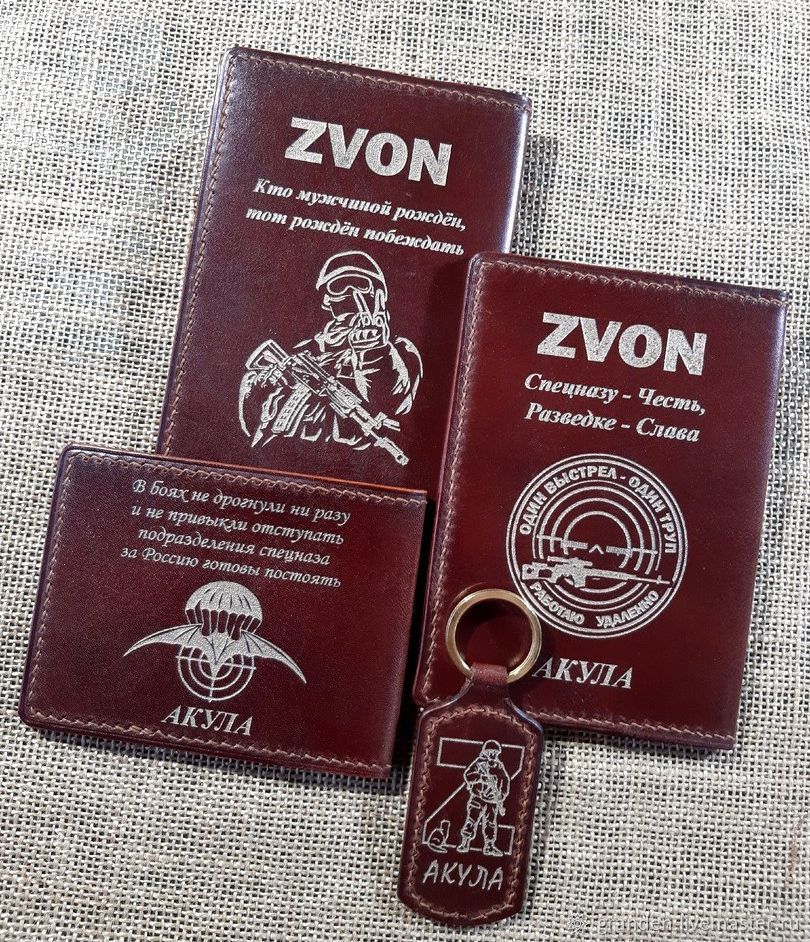 ZVON
Кто мужчиной рождён,
тот рождён побеждать
ZVON
Спецназу - Честь,
Разведке - Слава
ОДИН ВЫСТРЕЛ - ОДИН ТРУП
РАБОТАЮ УДАЛЕННО
АКУЛА
В боях не дрогнули ни разу
и не привыкли отступать
подразделения спецназа
за Россию готовы постоять
АКУЛА
Z
АКУЛА